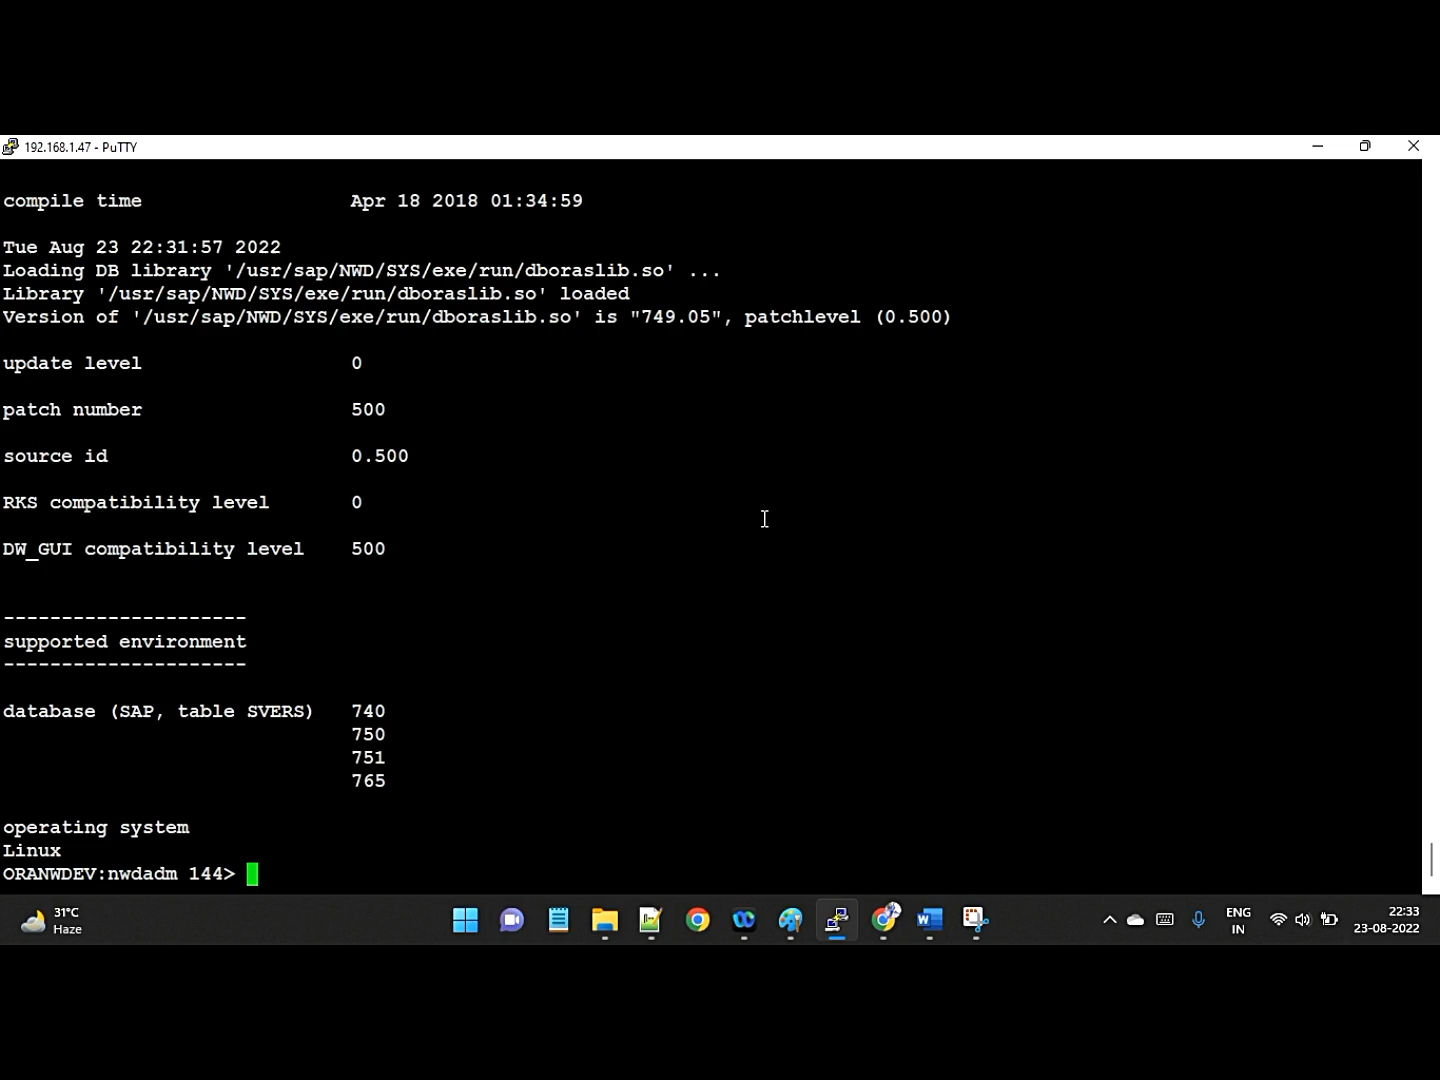 192.168.1.47 - PuTTY
compile time Apr 18 2018 01:34:59
Tue Aug 23 22:31:57 2022
Loading DB library '/usr/sap/NWD/SYS/exe/run/dboraslib.so' ...
Library '/usr/sap/NWD/SYS/exe/run/dboraslib.so' loaded
Version of '/usr/sap/NWD/SYS/exe/run/dboraslib.so' is "749.05", patchlevel (0.500)
update level 0
patch number 500
source id 0.500
RKS compatibility level 0
DW_GUI compatibility level 500
---------------------
supported environment
---------------------
database (SAP, table SVERS) 740
750
751
765
operating system
Linux
ORANWDEV:nwdadm 144>
31°C
Haze
ENG
IN
22:33
23-08-2022